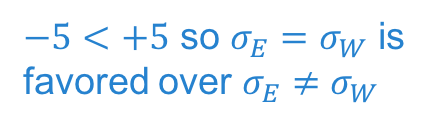 −5 < +5 so σ_E = σ_W is
favored over σ_E ≠ σ_W